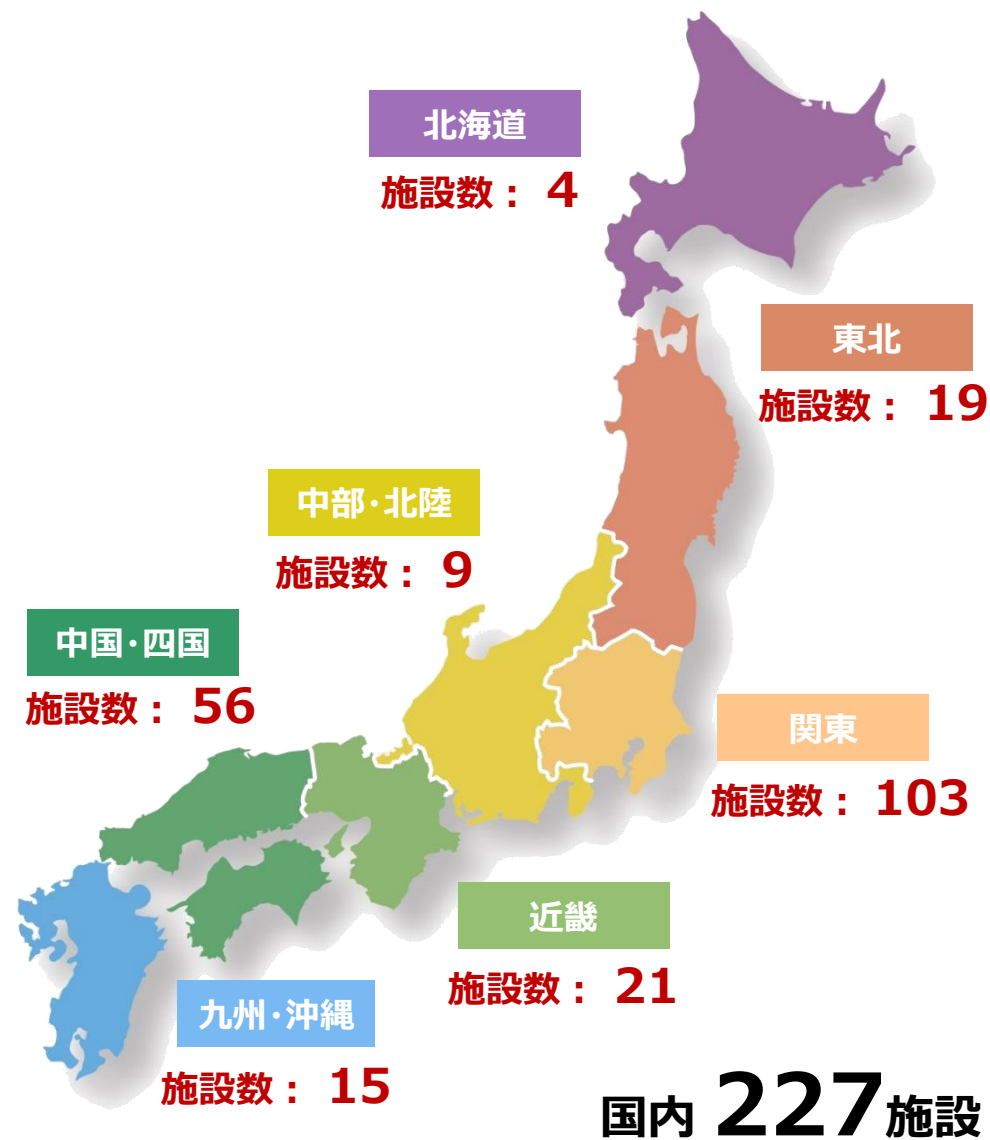 北海道
施設数： 4
東北
施設数： 19
中部・北陸
施設数： 9
中国・四国
施設数： 56
関東
施設数： 103
近畿
施設数： 21
九州・沖縄
施設数： 15
国内 227施設